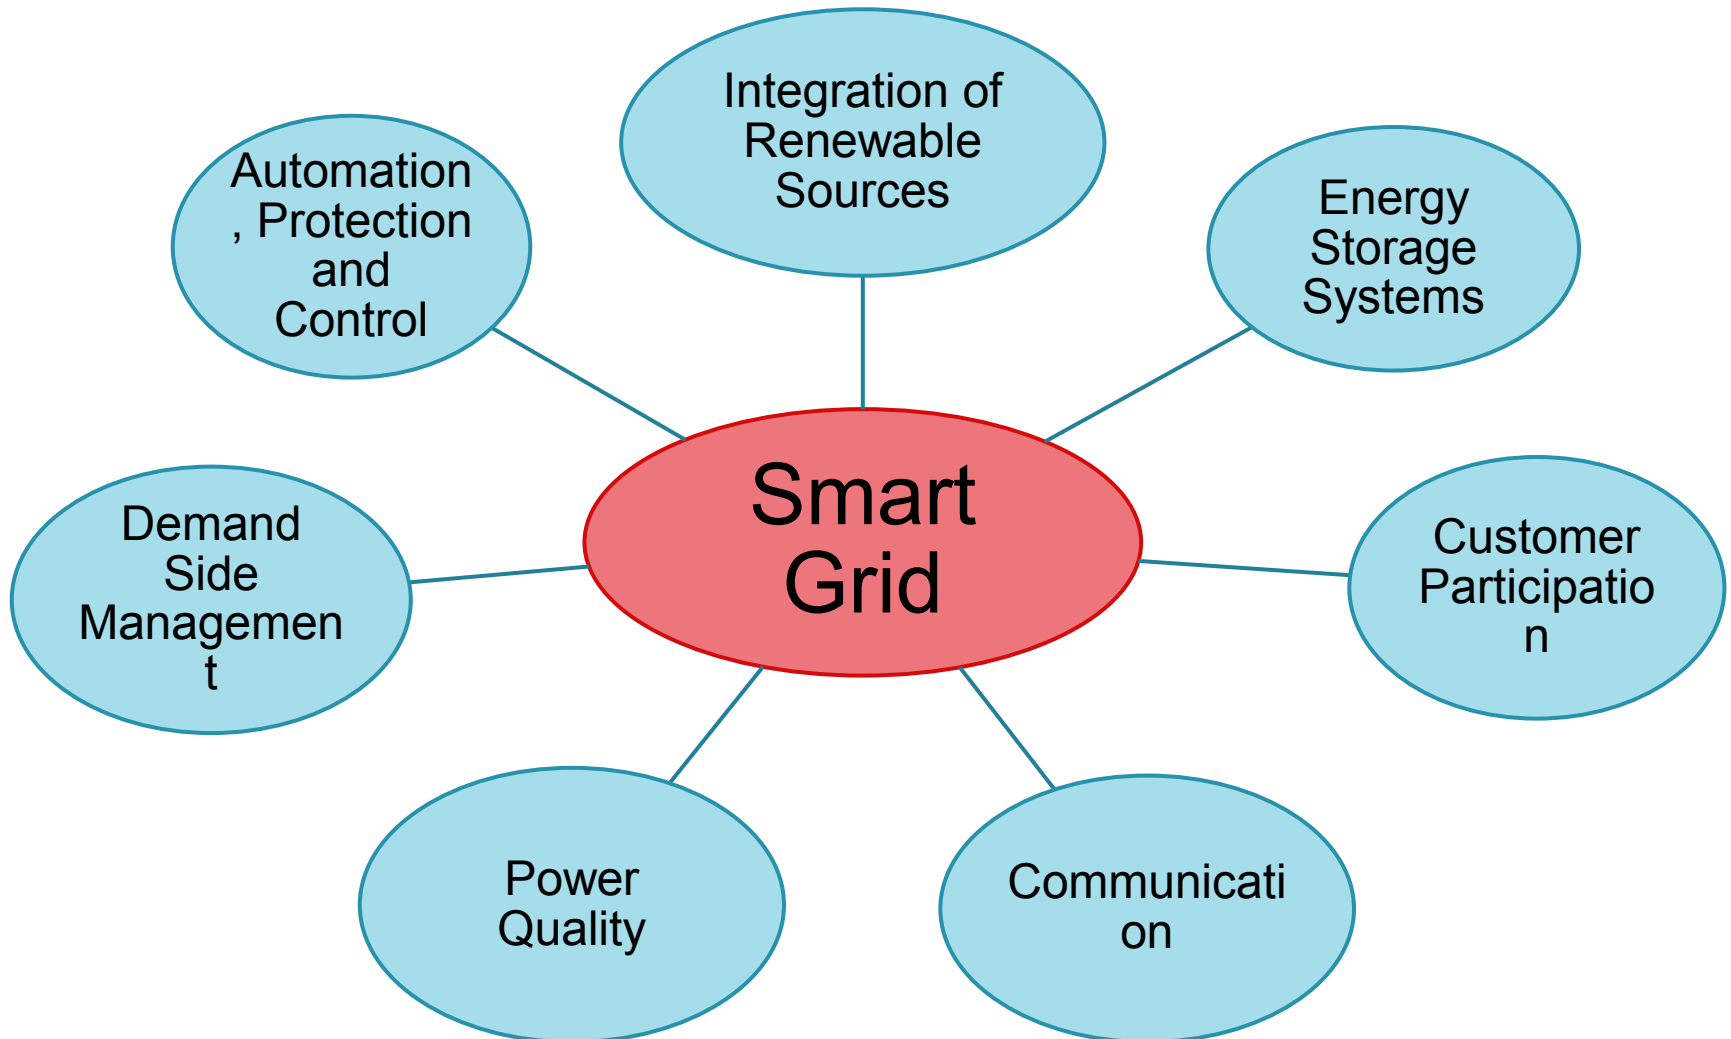 Integration of
Renewable
Sources
Automation
, Protection
and
Control
Energy
Storage
Systems
Smart
Grid
Demand
Side
Managemen
t
Customer
Participatio
n
Power
Quality
Communicati
on